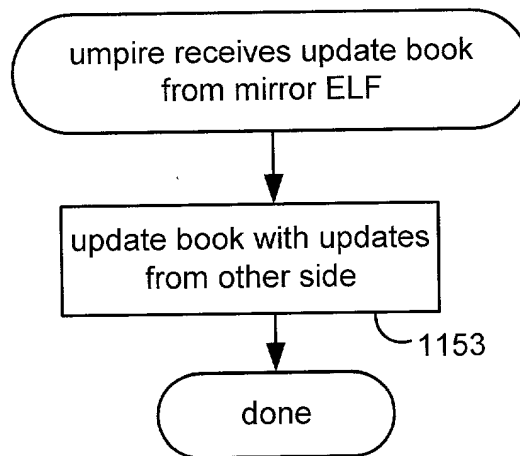 umpire receives update book
from mirror ELF
update book with updates
from other side
1153
done